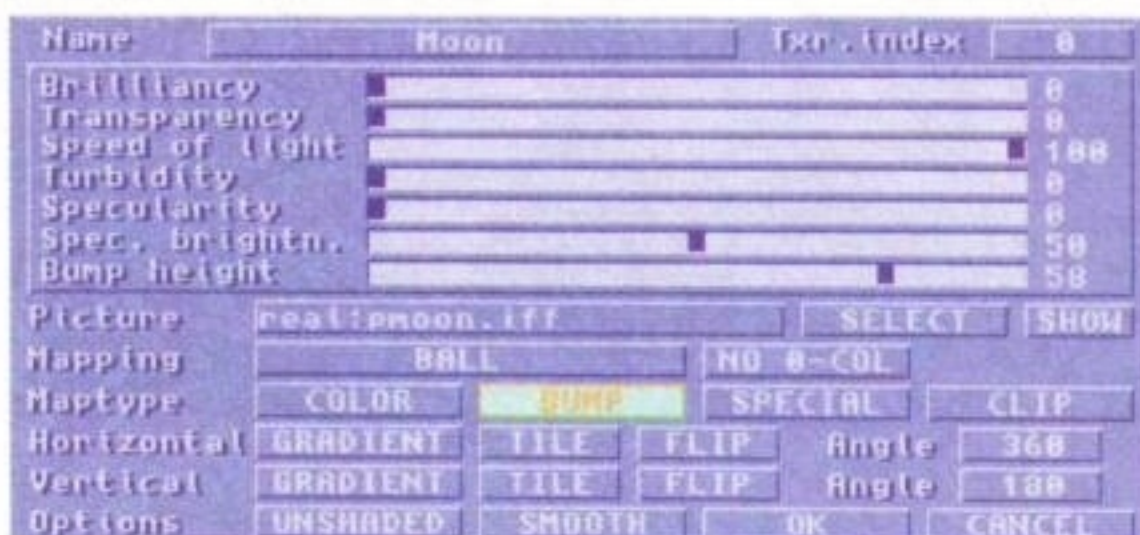 Name Moon Txr.index 0
Brilliancy 0
Transparency 0
Speed of light 100
Turbidity 0
Specularity 0
Spec. brightn. 50
Bump height 50
Picture real:pmoon.iff SELECT SHOW
Mapping BALL NO 0-COL
Maptype COLOR BUMP SPECIAL CLIP
Horizontal GRADIENT TILE FLIP Angle 360
Vertical GRADIENT TILE FLIP Angle 180
Options UNSHADED SMOOTH OK CANCEL